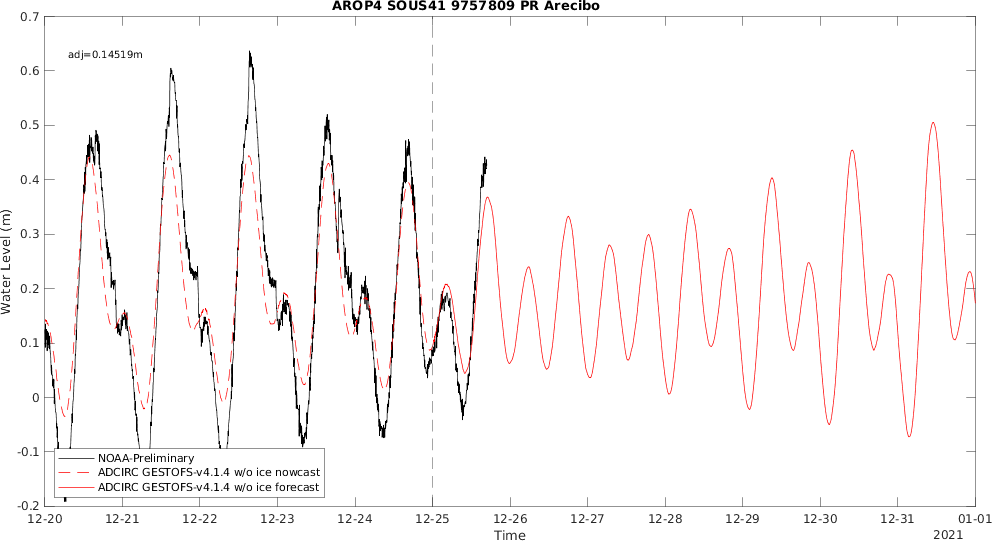 AROP4 SOUS41 9757809 PR Arecibo
adj=0.14519m
Water Level (m)
0.7
0.6
0.5
0.4
0.3
0.2
0.1
0
-0.1
-0.2
NOAA-Preliminary
ADCIRC GESTOFS-v4.1.4 w/o ice nowcast
ADCIRC GESTOFS-v4.1.4 w/o ice forecast
12-20 12-21 12-22 12-23 12-24 12-25 12-26 12-27 12-28 12-29 12-30 12-31 01-01
Time
2021